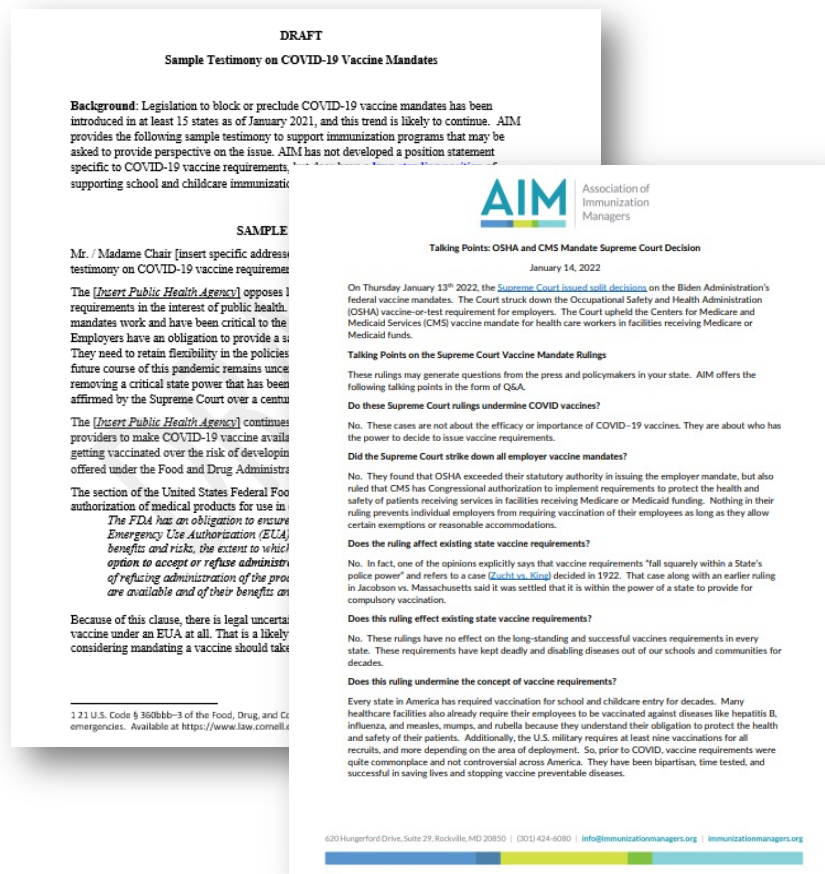 DRAFT
Sample Testimony on COVID-19 Vaccine Mandates
Background: Legislation to block or preclude COVID-19 vaccine mandates has been
introduced in at least 15 states as of January 2021, and this trend is likely to continue. AIM
provides the following sample testimony to support immunization programs that may be
asked to provide perspective on the issue. AIM has not developed a position statement
specific to COVID-19 vaccine requirements,
supporting school and childcare immunizatio
SAMPLE
Mr. / Madame Chair [insert specific addresse
testimony on COVID-19 vaccine requiremen
The [Insert Public Health Agency] opposes l
requirements in the interest of public health.
mandates work and have been critical to the
Employers have an obligation to provide a sa
They need to retain flexibility in the policies
future course of this pandemic remains unce
removing a critical state power that has been
affirmed by the Supreme Court over a centur
The [Insert Public Health Agency] continues
providers to make COVID-19 vaccine availa
getting vaccinated over the risk of developin
offered under the Food and Drug Administra
The section of the United States Federal Foo
authorization of medical products for use in
The FDA has an obligation to ensure
Emergency Use Authorization (EUA)
benefits and risks, the extent to which
option to accept or refuse administra
of refusing administration of the prod
are available and of their benefits an
Because of this clause, there is legal uncertai
vaccine under an EUA at all. That is a likely
considering mandating a vaccine should take
1 21 U.S. Code § 360bbb–3 of the Food, Drug, and Co
emergencies. Available at https://www.law.cornell.e
AIM
Association of
Immunization
Managers
Talking Points: OSHA and CMS Mandate Supreme Court Decision
January 14, 2022
On Thursday January 13th 2022, the Supreme Court issued split decisions on the Biden Administration's
federal vaccine mandates. The Court struck down the Occupational Safety and Health Administration
(OSHA) vaccine-or-test requirement for employers. The Court upheld the Centers for Medicare and
Medicaid Services (CMS) vaccine mandate for health care workers in facilities receiving Medicare or
Medicaid funds.
Talking Points on the Supreme Court Vaccine Mandate Rulings
These rulings may generate questions from the press and policymakers in your state. AIM offers the
following talking points in the form of Q&A.
Do these Supreme Court rulings undermine COVID vaccines?
No. These cases are not about the efficacy or importance of COVID–19 vaccines. They are about who has
the power to decide to issue vaccine requirements.
Did the Supreme Court strike down all employer vaccine mandates?
No. They found that OSHA exceeded their statutory authority in issuing the employer mandate, but also
ruled that CMS has Congressional authorization to implement requirements to protect the health and
safety of patients receiving services in facilities receiving Medicare or Medicaid funding. Nothing in their
ruling prevents individual employers from requiring vaccination of their employees as long as they allow
certain exemptions or reasonable accommodations.
Does the ruling affect existing state vaccine requirements?
No. In fact, one of the opinions explicitly says that vaccine requirements "fall squarely within a State's
police power" and refers to a case (Zucht vs. King) decided in 1922. That case along with an earlier ruling
in Jacobson vs. Massachusetts said it was settled that it is within the power of a state to provide for
compulsory vaccination.
Does this ruling effect existing state vaccine requirements?
No. These rulings have no effect on the long-standing and successful vaccines requirements in every
state. These requirements have kept deadly and disabling diseases out of our schools and communities for
decades.
Does this ruling undermine the concept of vaccine requirements?
Every state in America has required vaccination for school and childcare entry for decades. Many
healthcare facilities also already require their employees to be vaccinated against diseases like hepatitis B,
influenza, and measles, mumps, and rubella because they understand their obligation to protect the health
and safety of their patients. Additionally, the U.S. military requires at least nine vaccinations for all
recruits, and more depending on the area of deployment. So, prior to COVID, vaccine requirements were
quite commonplace and not controversial across America. They have been bipartisan, time tested, and
successful in saving lives and stopping vaccine preventable diseases.
620 Hungerford Drive, Suite 29, Rockville, MD 20850 | (301) 424-6080 | info@immunizationmanagers.org | immunizationmanagers.org